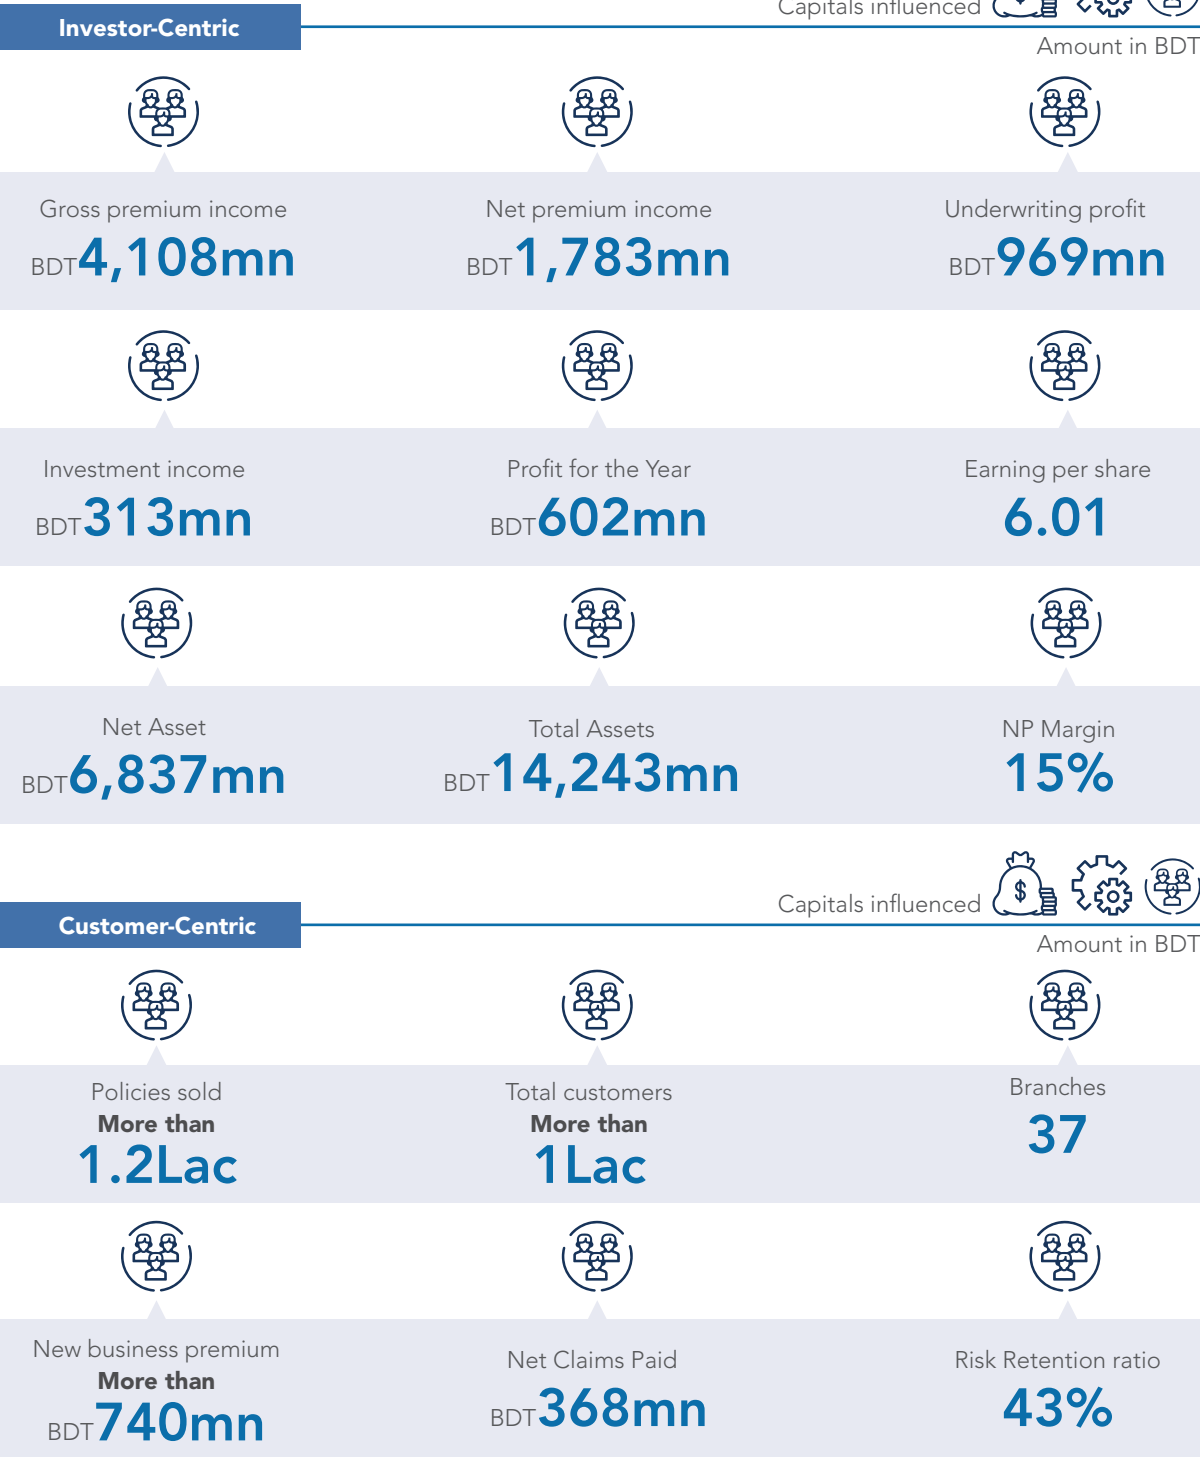 Capitals influenced
Investor-Centric
Amount in BDT
Gross premium income
BDT4,108mn
Net premium income
BDT1,783mn
Underwriting profit
BDT969mn
Investment income
BDT313mn
Profit for the Year
BDT602mn
Earning per share
6.01
Net Asset
BDT6,837mn
Total Assets
BDT14,243mn
NP Margin
15%
Capitals influenced
$
Customer-Centric
Amount in BDT
Policies sold
More than
1.2Lac
Total customers
More than
1Lac
Branches
37
New business premium
More than
BDT740mn
Net Claims Paid
BDT368mn
Risk Retention ratio
43%